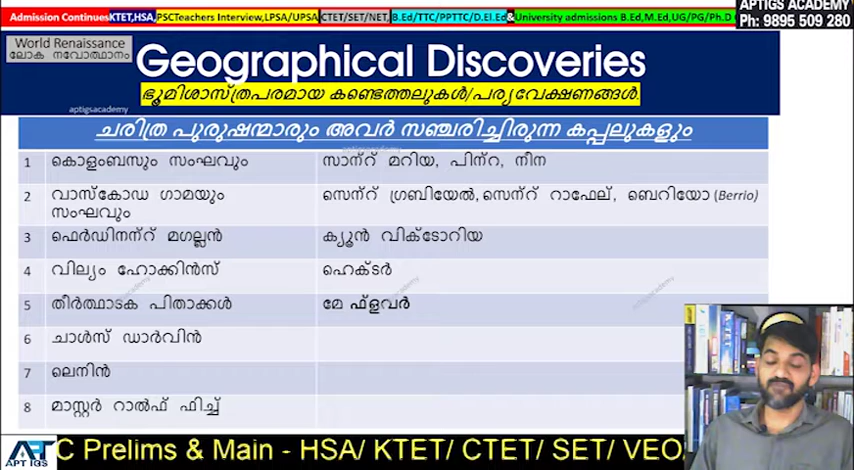 Admission Continues KTET,HSA, PSCTeachers Interview,LPSA/UPSA CTET/SET/NET, B.Ed/TTC/PPTTC/D.El.Ed & University admissions B.Ed,M.Ed,UG/PG/Ph.D
APTIGS ACADEMY
Ph: 9895 509 280
World Renaissance
ലോക നവോത്ഥാനം
Geographical Discoveries
ഭൂമിശാസ്ത്രപരമായ കണ്ടെത്തലുകൾ/പര്യവേക്ഷണങ്ങൾ
aptigsacademy
ചരിത്ര പുരുഷന്മാരും അവർ സഞ്ചരിച്ചിരുന്ന കപ്പലുകളും
1 കൊളംബസും സംഘവും സാന്റ് മറിയ, പിന്റ, നീന
2 വാസ്കോഡ ഗാമയും സംഘവും സെന്റ് ഗ്രബിയേൽ, സെന്റ് റാഫേല്, ബെറിയോ (Berrio)
3 ഫെർഡിനന്റ് മഗല്ലൻ ക്യൂൻ വിക്ടോറിയ
4 വില്യം ഹോക്കിൻസ് ഹെക്ടർ
5 തീർത്ഥാടക പിതാക്കൾ മേ ഫ്ളവർ
6 ചാൾസ് ഡാർവിൻ
7 ലെനിൻ
8 മാസ്റ്റർ റാൽഫ് ഫിച്ച്
APT IGS
C Prelims & Main - HSA/ KTET/ CTET/ SET/ VEO